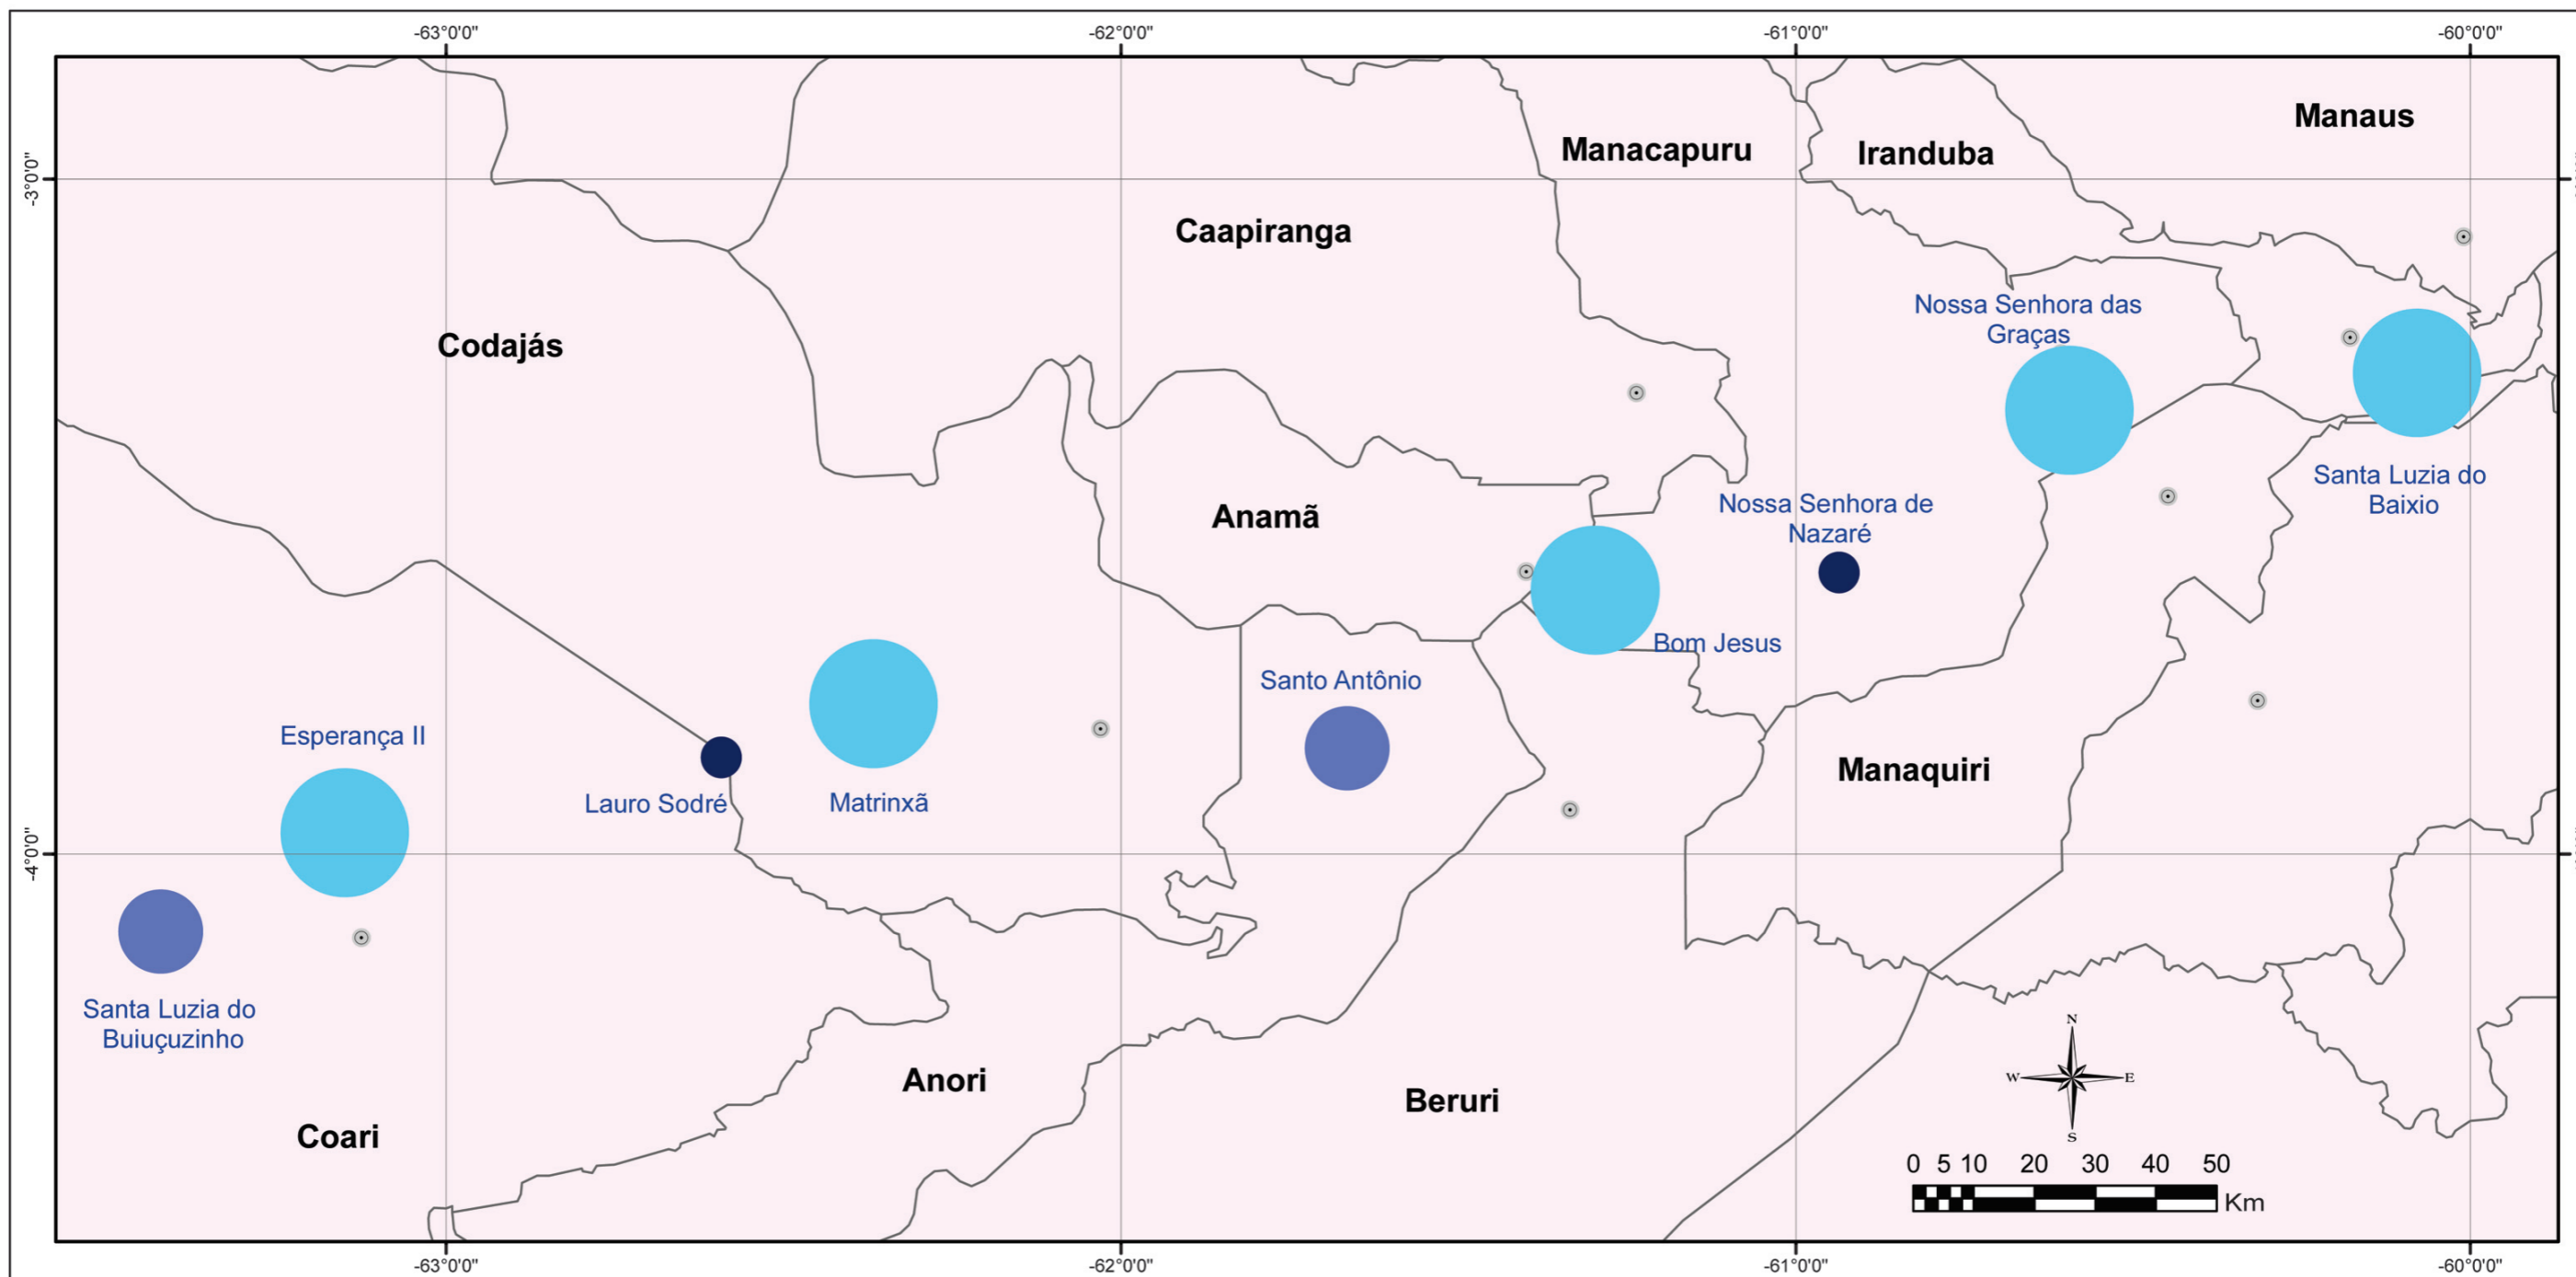 -63°0'0"
-62°0'0"
-61°0'0"
-60°0'0"
Manaus
Manacapuru
Iranduba
-3°0'0"
Caapiranga
Nossa Senhora das
Graças
Codajás
Santa Luzia do
Baixio
Nossa Senhora de
Nazaré
Anamã
Bom Jesus
Santo Antônio
Esperança II
Manaquiri
Lauro Sodré
Matrinxã
-4°0'0"
Santa Luzia do
Buiuçuzinho
N
W
E
S
Anori
Beruri
Coari
0 5 10 20 30 40 50
Km
-63°0'0"
-62°0'0"
-61°0'0"
-60°0'0"